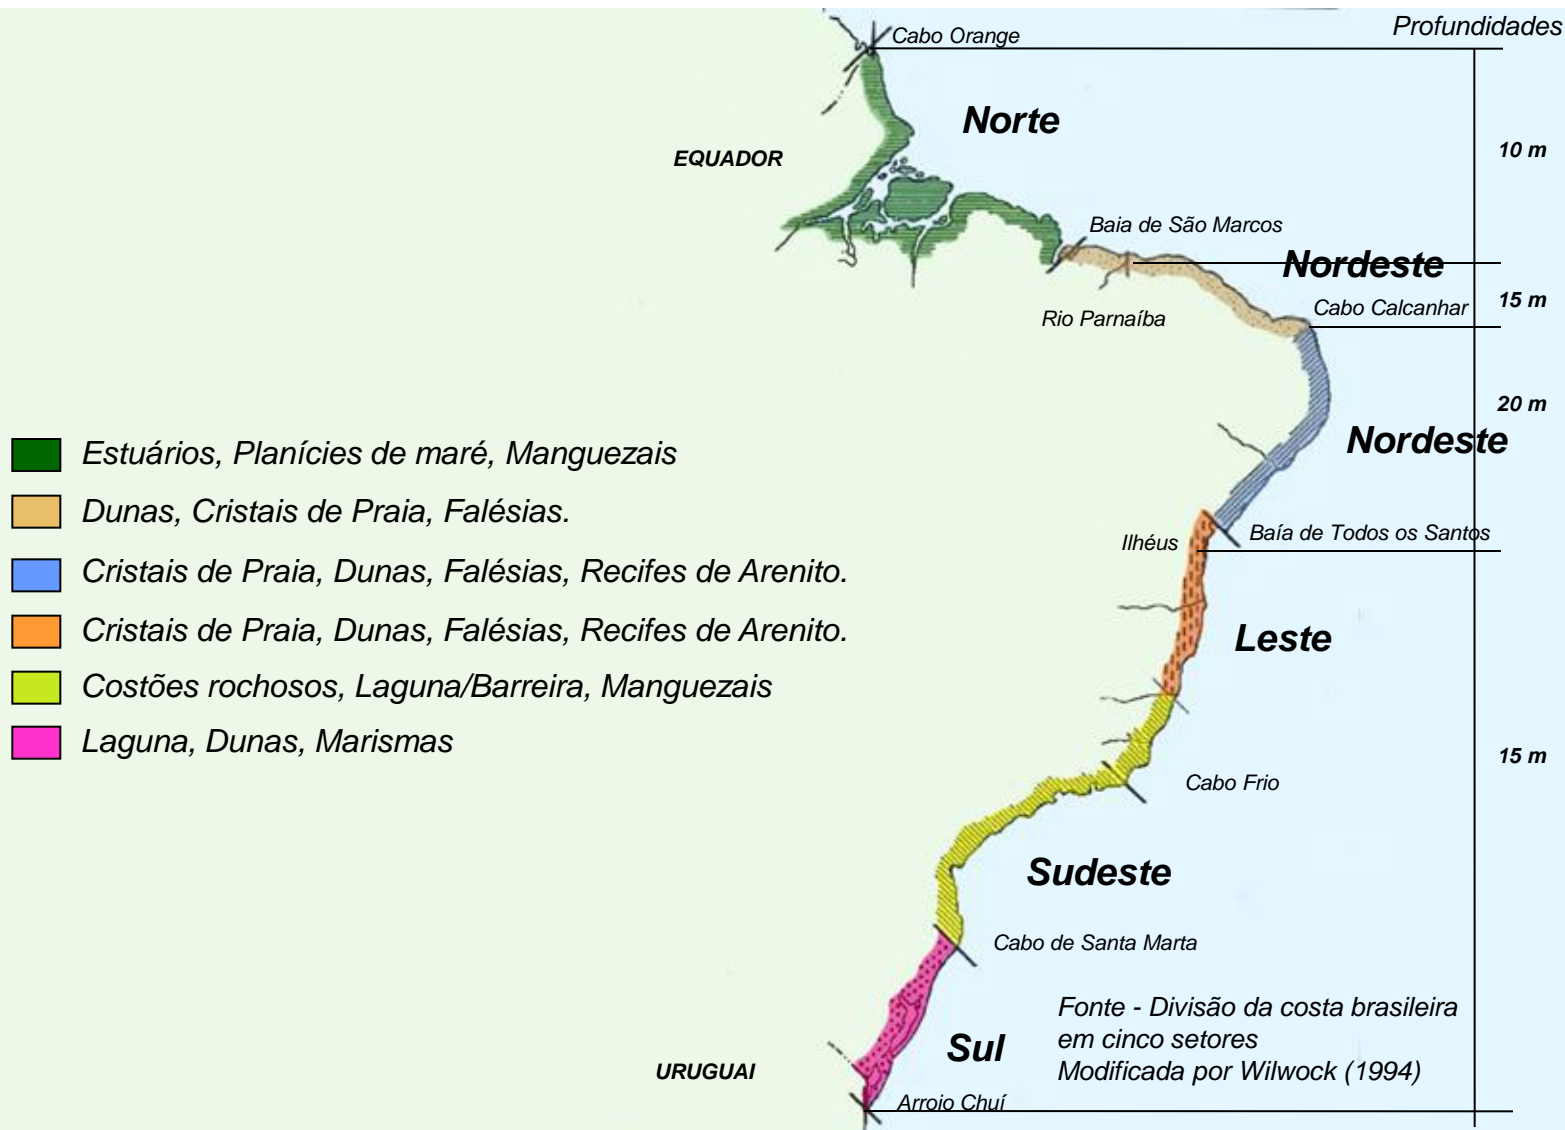 Profundidades
Cabo Orange
Norte
10 m
EQUADOR
Baia de São Marcos
Nordeste
15 m
Cabo Calcanhar
Rio Parnaíba
20 m
Nordeste
Estuários, Planícies de maré, Manguezais
Dunas, Cristais de Praia, Falésias.
Cristais de Praia, Dunas, Falésias, Recifes de Arenito.
Cristais de Praia, Dunas, Falésias, Recifes de Arenito.
Costões rochosos, Laguna/Barreira, Manguezais
Laguna, Dunas, Marismas
Baía de Todos os Santos
Ilhéus
Leste
15 m
Cabo Frio
Sudeste
Cabo de Santa Marta
Fonte - Divisão da costa brasileira
em cinco setores
Modificada por Wilwock (1994)
Sul
URUGUAI
Arroio Chuí